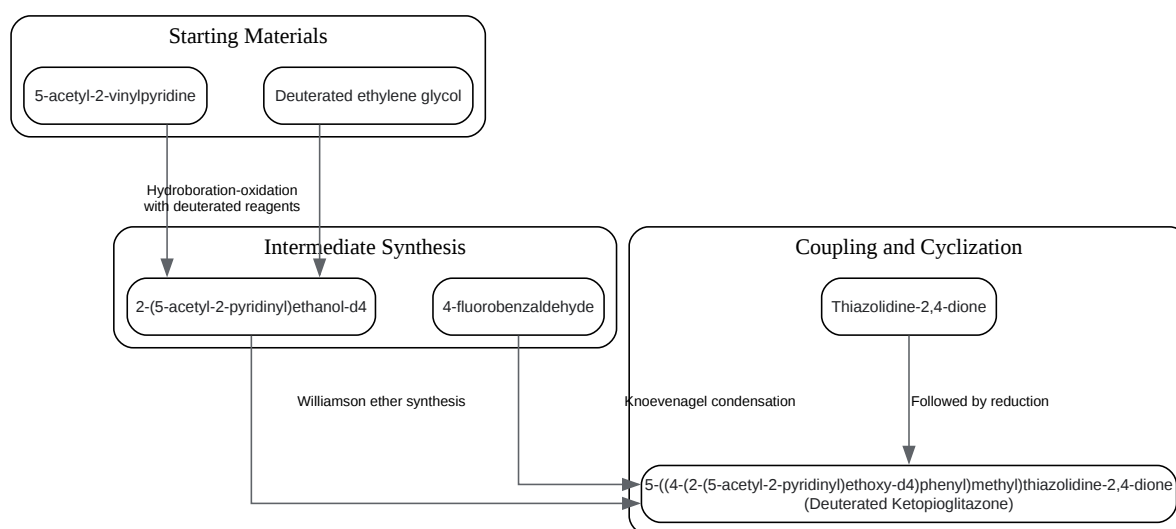 Starting Materials
5-acetyl-2-vinylpyridine
Deuterated ethylene glycol
Hydroboration-oxidation
with deuterated reagents
Intermediate Synthesis
Coupling and Cyclization
2-(5-acetyl-2-pyridinyl)ethanol-d4
4-fluorobenzaldehyde
Thiazolidine-2,4-dione
Williamson ether synthesis
Knoevenagel condensation
Followed by reduction
5-((4-(2-(5-acetyl-2-pyridinyl)ethoxy-d4)phenyl)methyl)thiazolidine-2,4-dione
(Deuterated Ketopioglitazone)